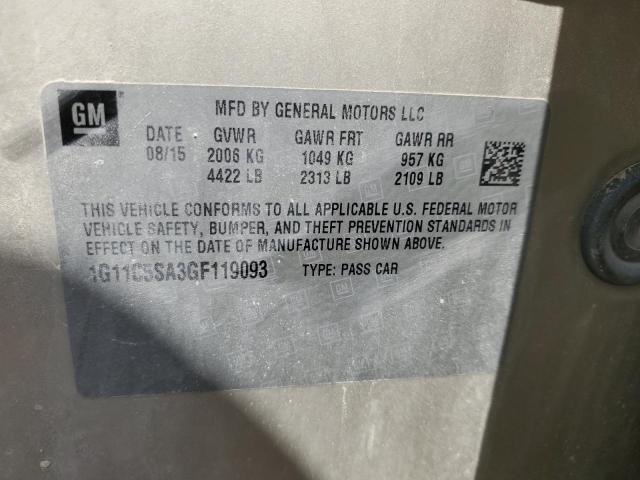 GM
MFD BY GENERAL MOTORS LLC
DATE GVWR GAWR FRT GAWR RR
08/15 2006 KG 1049 KG 957 KG
4422 LB 2313 LB 2109 LB
THIS VEHICLE CONFORMS TO ALL APPLICABLE U.S. FEDERAL MOTOR
VEHICLE SAFETY, BUMPER, AND THEFT PREVENTION STANDARDS IN
EFFECT ON THE DATE OF MANUFACTURE SHOWN ABOVE.
1G11C5SA3GF119093 TYPE: PASS CAR